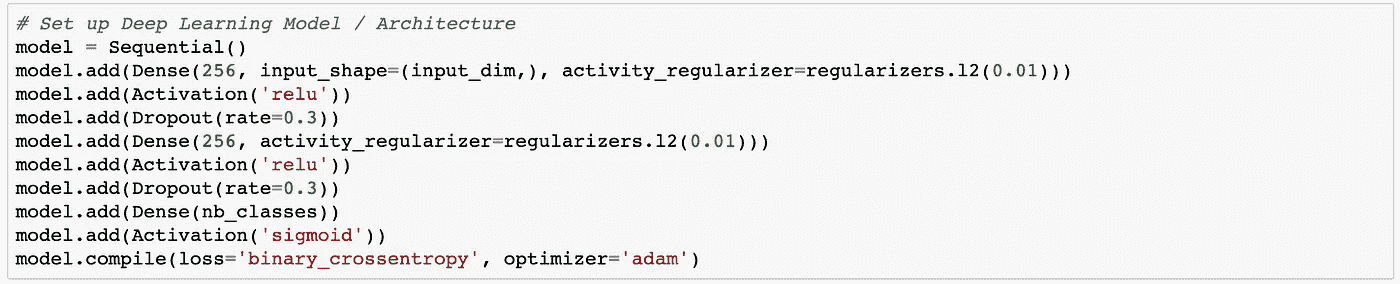 # Set up Deep Learning Model / Architecture
model = Sequential()
model.add(Dense(256, input_shape=(input_dim,), activity_regularizer=regularizers.l2(0.01)))
model.add(Activation('relu'))
model.add(Dropout(rate=0.3))
model.add(Dense(256, activity_regularizer=regularizers.l2(0.01)))
model.add(Activation('relu'))
model.add(Dropout(rate=0.3))
model.add(Dense(nb_classes))
model.add(Activation('sigmoid'))
model.compile(loss='binary_crossentropy', optimizer='adam')